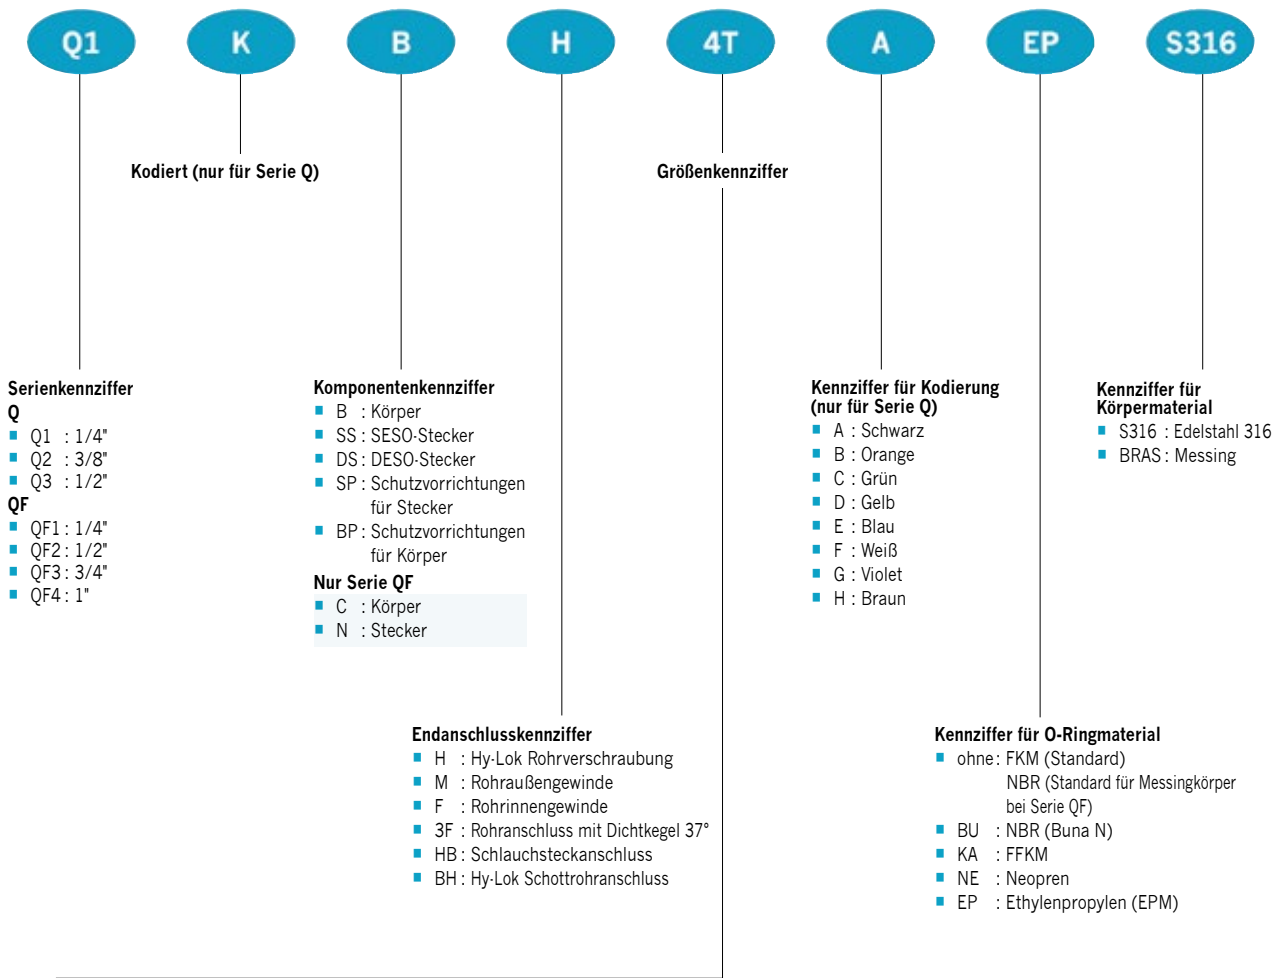 Q1 K B H 4T A EP S316
Kodiert (nur für Serie Q)
Größenkennziffer
Serienkennziffer
Q
Q1 : 1/4"
Q2 : 3/8"
Q3 : 1/2"
QF
QF1 : 1/4"
QF2 : 1/2"
QF3 : 3/4"
QF4 : 1"
Komponentenkennziffer
B : Körper
SS : SESO-Stecker
DS : DESO-Stecker
SP : Schutzvorrichtungen
für Stecker
BP : Schutzvorrichtungen
für Körper
Nur Serie QF
C : Körper
N : Stecker
Kennziffer für Kodierung
(nur für Serie Q)
A : Schwarz
B : Orange
C : Grün
D : Gelb
E : Blau
F : Weiß
G : Violet
H : Braun
Kennziffer für
Körpermaterial
S316 : Edelstahl 316
BRAS : Messing
Endanschlusskennziffer
H : Hy-Lok Rohrverschraubung
M : Rohraußengewinde
F : Rohrinnengewinde
3F : Rohranschluss mit Dichtkegel 37°
HB : Schlauchsteckanschluss
BH : Hy-Lok Schottrohranschluss
Kennziffer für O-Ringmaterial
ohne : FKM (Standard)
NBR (Standard für Messingkörper
bei Serie QF)
BU : NBR (Buna N)
KA : FFKM
NE : Neopren
EP : Ethylenpropylen (EPM)